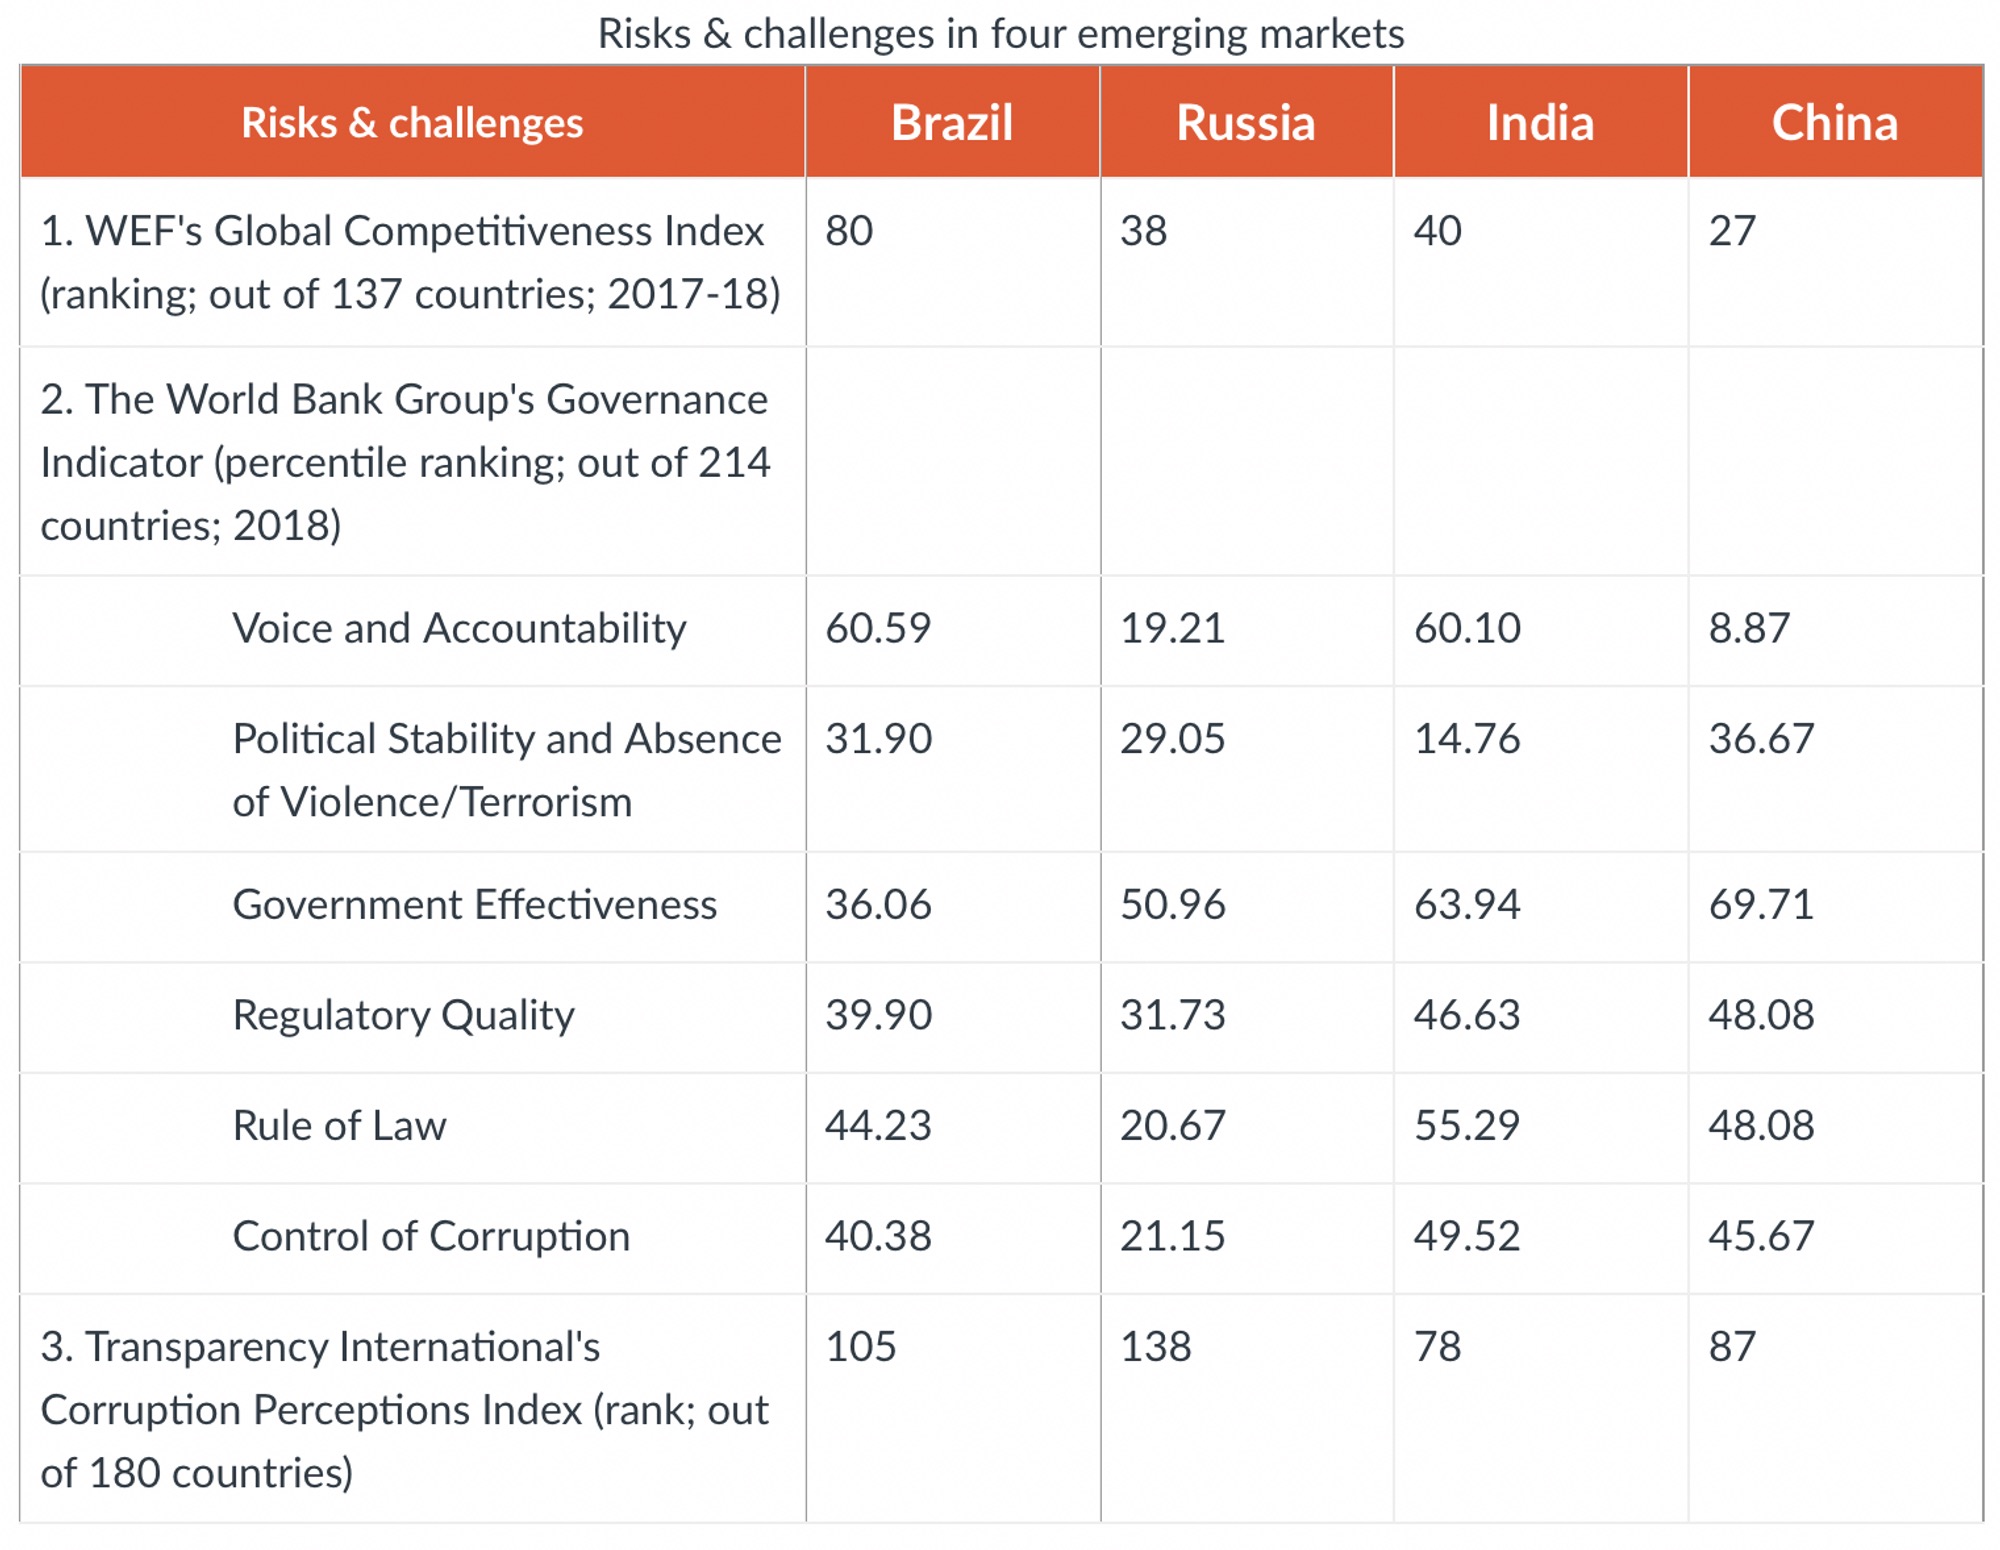 Risks & challenges in four emerging markets
Risks & challenges Brazil Russia India China
1. WEF's Global Competitiveness Index 80 38 40 27
(ranking; out of 137 countries; 2017-18)
2. The World Bank Group's Governance
Indicator (percentile ranking; out of 214
countries; 2018)
Voice and Accountability 60.59 19.21 60.10 8.87
Political Stability and Absence 31.90 29.05 14.76 36.67
of Violence/Terrorism
Government Effectiveness 36.06 50.96 63.94 69.71
Regulatory Quality 39.90 31.73 46.63 48.08
Rule of Law 44.23 20.67 55.29 48.08
Control of Corruption 40.38 21.15 49.52 45.67
3. Transparency International's 105 138 78 87
Corruption Perceptions Index (rank; out
of 180 countries)